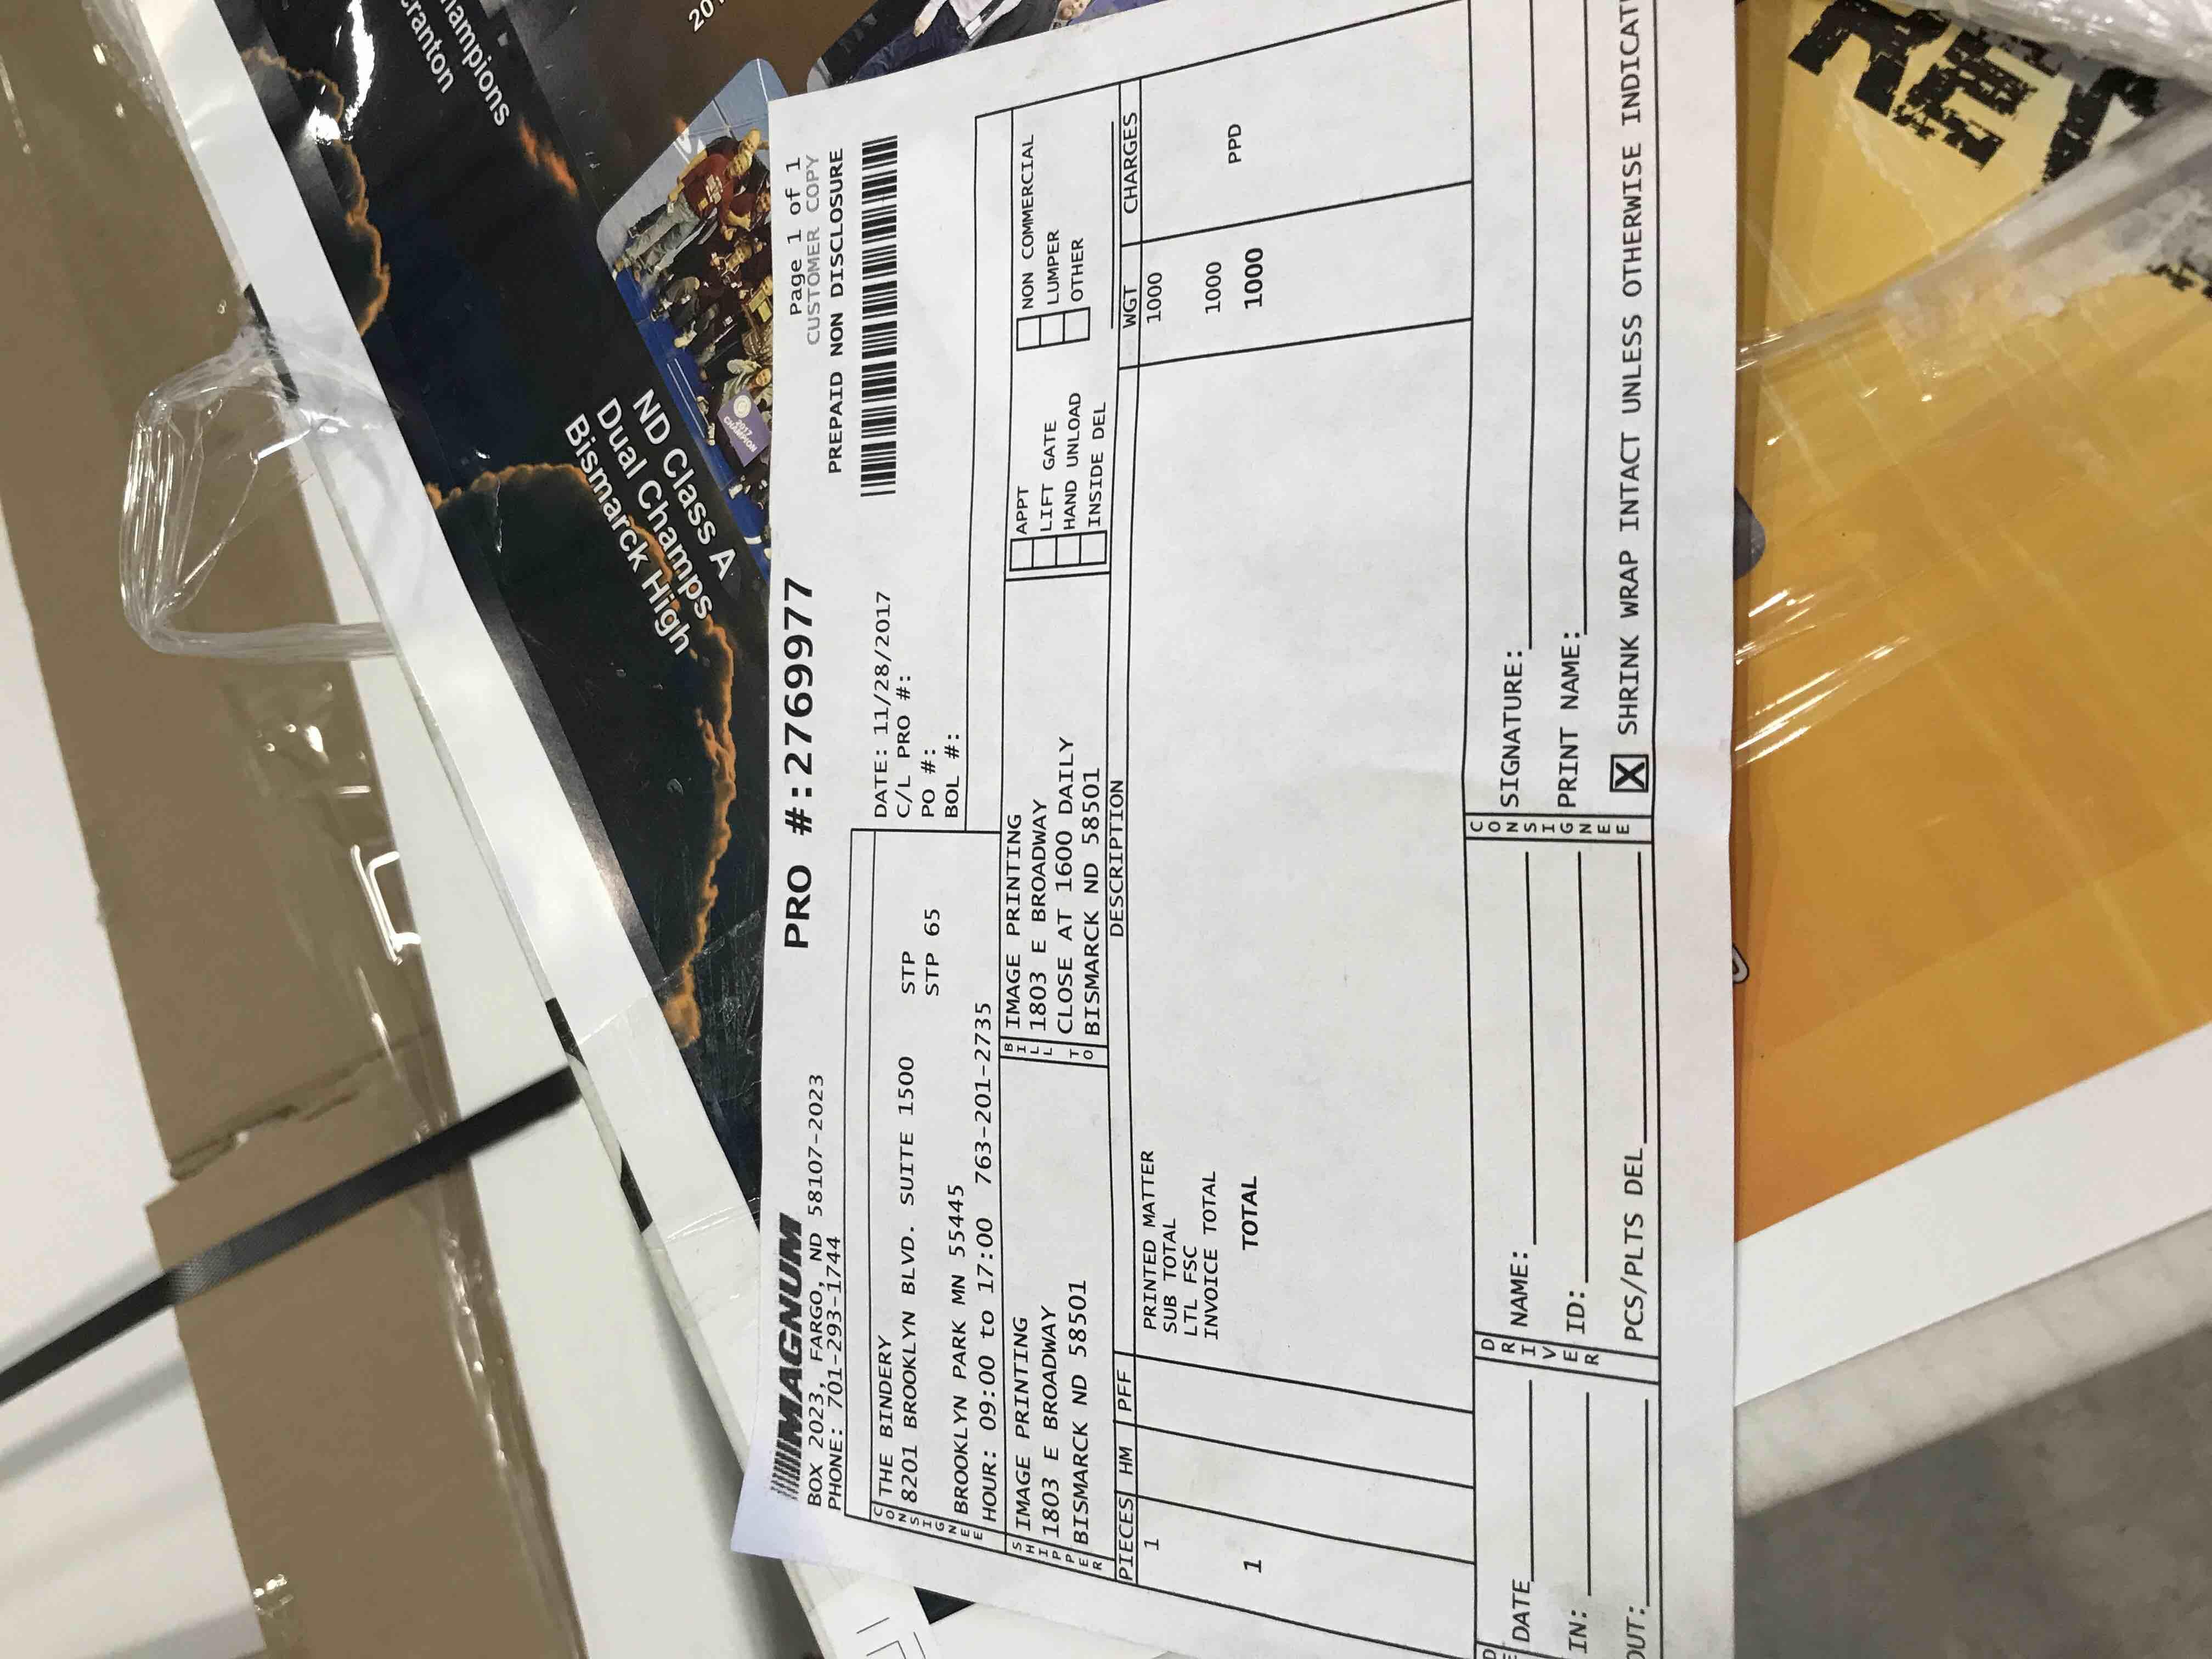 MAGNUM
BOX 2023, FARGO, ND 58107-2023
PHONE: 701-293-1744
PRO #:2769977
Page 1 of 1
CUSTOMER COPY
PREPAID NON DISCLOSURE
CONSIGNEE
THE BINDERY
8201 BROOKLYN BLVD. SUITE 1500 STP
STP 65
BROOKLYN PARK MN 55445
HOUR: 09:00 to 17:00 763-201-2735
DATE: 11/28/2017
C/L PRO #:
PO #:
BOL #:
SHIPPER
IMAGE PRINTING
1803 E BROADWAY
BISMARCK ND 58501
BILL TO
IMAGE PRINTING
1803 E BROADWAY
CLOSE AT 1600 DAILY
BISMARCK ND 58501
APPT
LIFT GATE
HAND UNLOAD
INSIDE DEL
NON COMMERCIAL
LUMPER
OTHER
PIECES HM PFF DESCRIPTION WGT CHARGES
1 PRINTED MATTER 1000
SUB TOTAL
LTL FSC
INVOICE TOTAL 1000
1 TOTAL 1000 PPD
DATE
IN:
OUT:
DRIVER
NAME:
ID:
PCS/PLTS DEL
CONSIGNEE
SIGNATURE:
PRINT NAME:
X SHRINK WRAP INTACT UNLESS OTHERWISE INDICAT
ND Class A
Dual Champs
Bismarck High
2017
CHAMPION